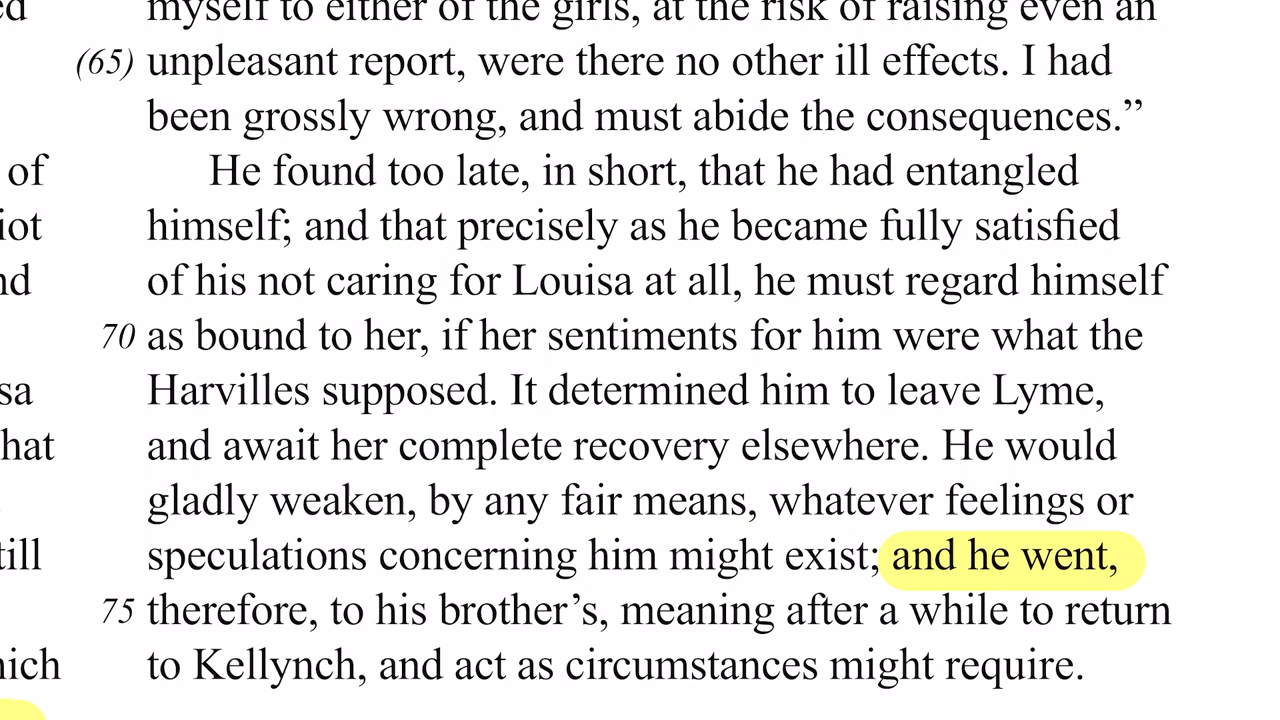 myself to either of the girls, at the risk of raising even an
(65) unpleasant report, were there no other ill effects. I had
been grossly wrong, and must abide the consequences.”
of He found too late, in short, that he had entangled
himself; and that precisely as he became fully satisfied
of his not caring for Louisa at all, he must regard himself
70 as bound to her, if her sentiments for him were what the
Harvilles supposed. It determined him to leave Lyme,
and await her complete recovery elsewhere. He would
gladly weaken, by any fair means, whatever feelings or
speculations concerning him might exist; and he went,
75 therefore, to his brother’s, meaning after a while to return
to Kellynch, and act as circumstances might require.